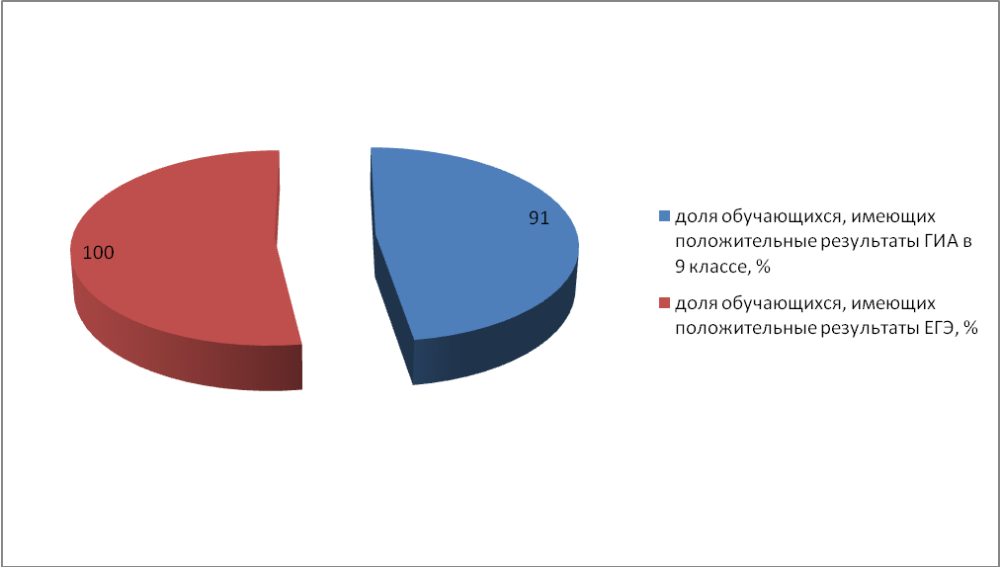 91
100
доля обучающихся, имеющих
положительные результаты ГИА в
9 классе, %
доля обучающихся, имеющих
положительные результаты ЕГЭ, %